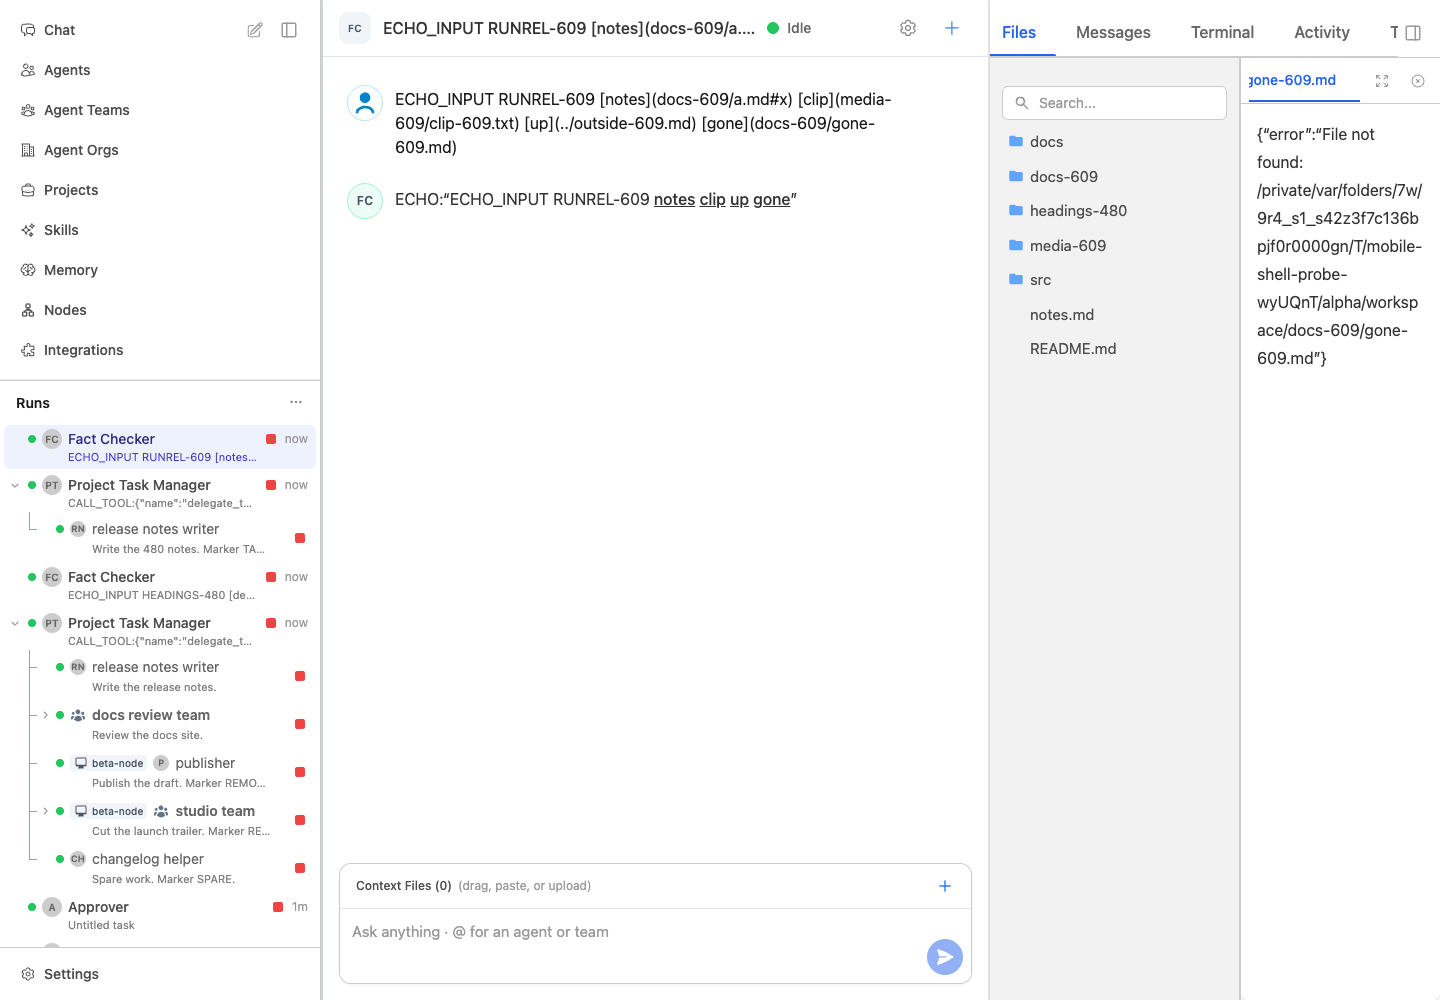 Chat
Agents
Agent Teams
Agent Orgs
Projects
Skills
Memory
Nodes
Integrations
Runs
FC Fact Checker now
ECHO_INPUT RUNREL-609 [notes...
PT Project Task Manager now
CALL_TOOL:{"name":"delegate_t...
RN release notes writer
Write the 480 notes. Marker TA...
FC Fact Checker now
ECHO_INPUT HEADINGS-480 [de...
PT Project Task Manager now
CALL_TOOL:{"name":"delegate_t...
RN release notes writer
Write the release notes.
docs review team
Review the docs site.
beta-node P publisher
Publish the draft. Marker REMO...
beta-node studio team
Cut the launch trailer. Marker RE...
CH changelog helper
Spare work. Marker SPARE.
A Approver 1m
Untitled task
Settings
FC ECHO_INPUT RUNREL-609 [notes](docs-609/a.... Idle
ECHO_INPUT RUNREL-609 [notes](docs-609/a.md#x) [clip](media-
609/clip-609.txt) [up](../outside-609.md) [gone](docs-609/gone-
609.md)
FC ECHO:“ECHO_INPUT RUNREL-609 notes clip up gone”
Context Files (0) (drag, paste, or upload)
Ask anything · @ for an agent or team
Files Messages Terminal Activity T
Search...
docs
docs-609
headings-480
media-609
src
notes.md
README.md
gone-609.md
{“error”:“File not
found:
/private/var/folders/7w/
9r4_s1_s42z3f7c136b
pjf0r0000gn/T/mobile-
shell-probe-
wyUQnT/alpha/worksp
ace/docs-609/gone-
609.md”}